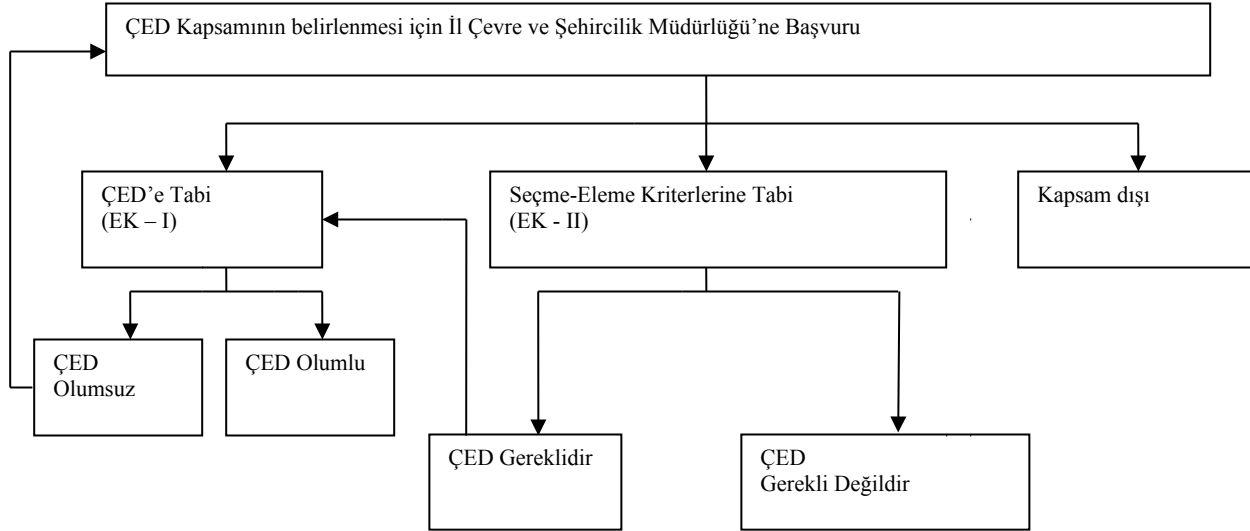 ÇED Kapsamının belirlenmesi için İl Çevre ve Şehircilik Müdürlüğü’ne Başvuru
ÇED’e Tabi
(EK – I)
Seçme-Eleme Kriterlerine Tabi
(EK - II)
Kapsam dışı
ÇED
Olumsuz
ÇED Olumlu
ÇED Gereklidir
ÇED
Gerekli Değildir